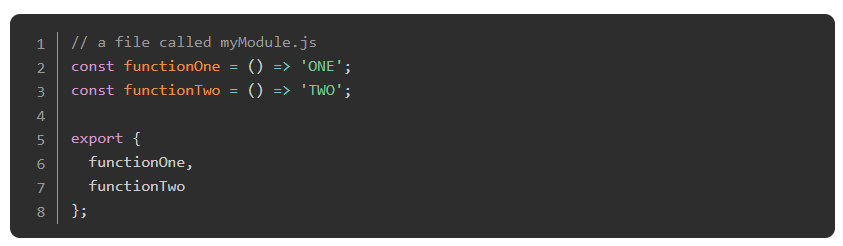 1 // a file called myModule.js
2 const functionOne = () => 'ONE';
3 const functionTwo = () => 'TWO';
4
5 export {
6   functionOne,
7   functionTwo
8 };